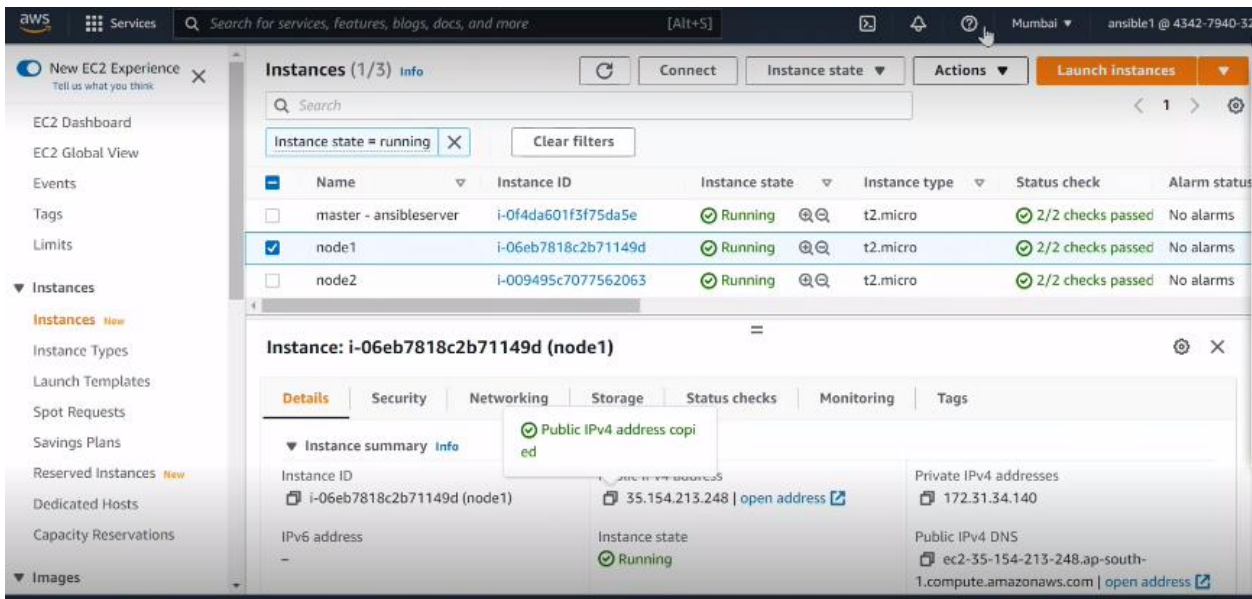 aws Services Search for services, features, blogs, docs, and more [Alt+S] Mumbai ▼ ansible1 @ 4342-7940-32
New EC2 Experience
Tell us what you think
EC2 Dashboard
EC2 Global View
Events
Tags
Limits
▼ Instances
Instances New
Instance Types
Launch Templates
Spot Requests
Savings Plans
Reserved Instances New
Dedicated Hosts
Capacity Reservations
▼ Images
Instances (1/3) Info Connect Instance state ▼ Actions ▼ Launch instances ▼
Search
< 1 >
Instance state = running Clear filters
Name Instance ID Instance state Instance type Status check Alarm status
master - ansibleserver i-0f4da601f3f75da5e Running t2.micro 2/2 checks passed No alarms
node1 i-06eb7818c2b71149d Running t2.micro 2/2 checks passed No alarms
node2 i-009495c7077562063 Running t2.micro 2/2 checks passed No alarms
Instance: i-06eb7818c2b71149d (node1)
Details Security Networking Storage Status checks Monitoring Tags
Public IPv4 address copi
ed
▼ Instance summary Info
Instance ID
i-06eb7818c2b71149d (node1)
35.154.213.248 | open address
Private IPv4 addresses
172.31.34.140
IPv6 address
–
Instance state
Running
Public IPv4 DNS
ec2-35-154-213-248.ap-south-
1.compute.amazonaws.com | open address